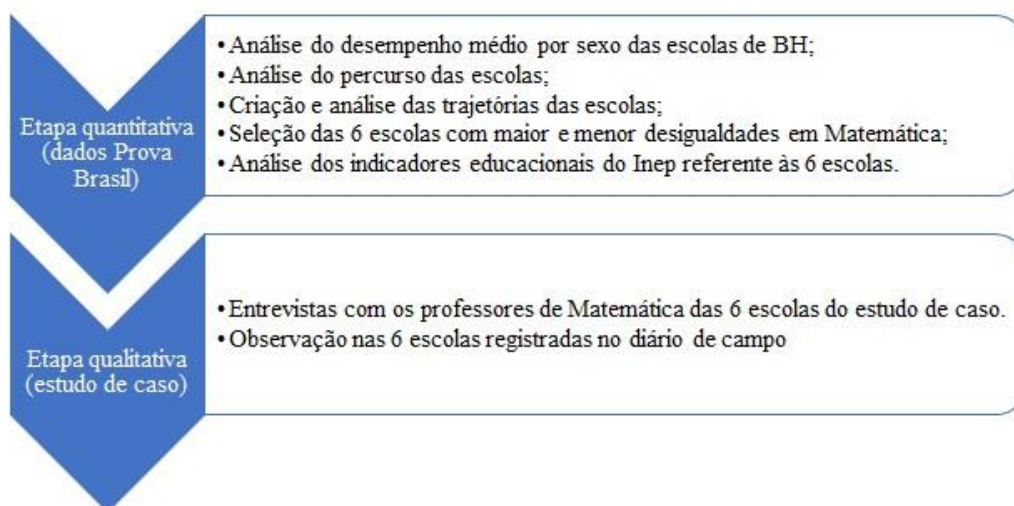 Etapa quantitativa
(dados Prova
Brasil)
•Análise do desempenho médio por sexo das escolas de BH;
•Análise do percurso das escolas;
•Criação e análise das trajetórias das escolas;
•Seleção das 6 escolas com maior e menor desigualdades em Matemática;
•Análise dos indicadores educacionais do Inep referente às 6 escolas.
Etapa qualitativa
(estudo de caso)
•Entrevistas com os professores de Matemática das 6 escolas do estudo de caso.
•Observação nas 6 escolas registradas no diário de campo